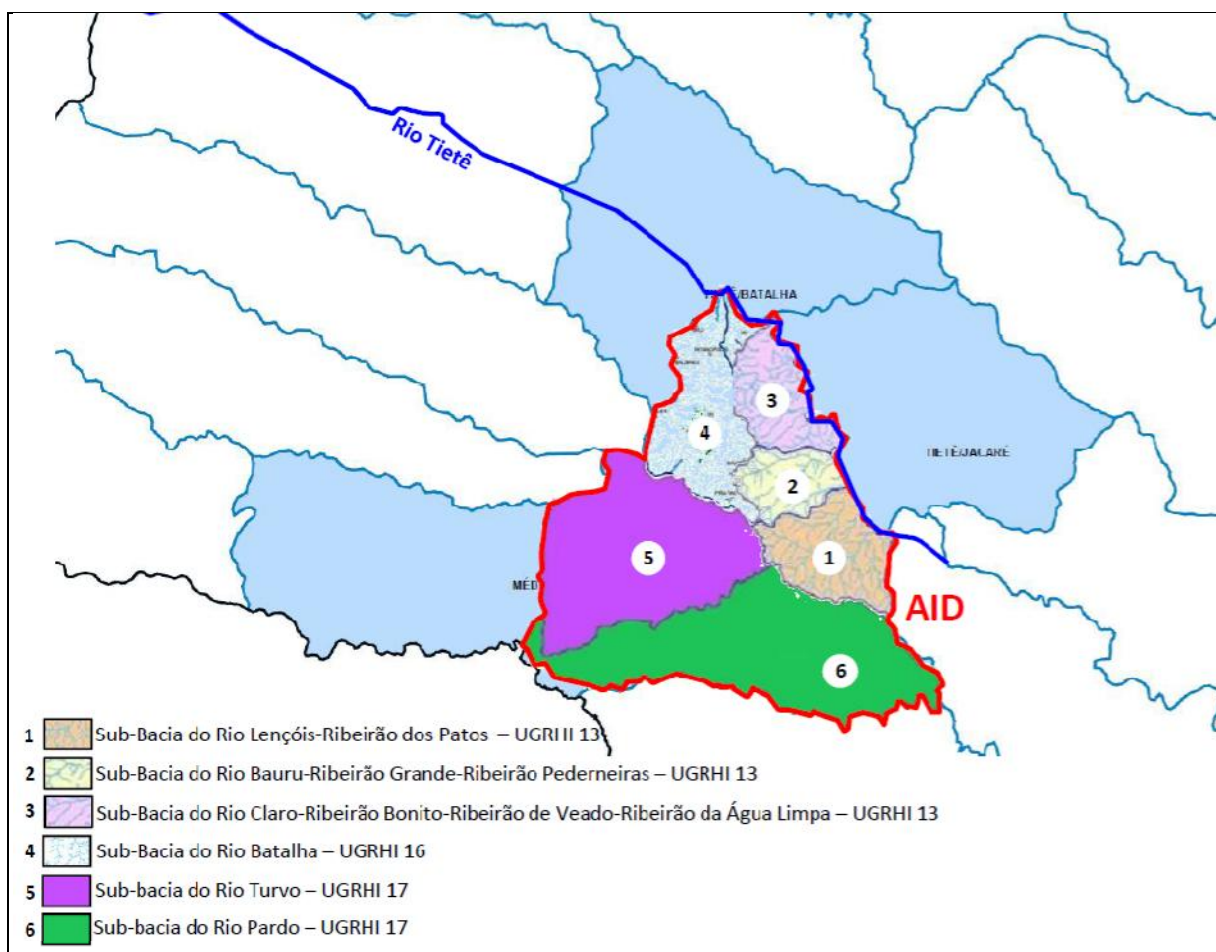 Rio Tietê
/BATALHA
3
4
TIETÊ/JACARÉ
2
5
1
MÉD
AID
6
1 Sub-Bacia do Rio Lençóis-Ribeirão dos Patos – UGRHI 13
2 Sub-Bacia do Rio Bauru-Ribeirão Grande-Ribeirão Pederneiras – UGRHI 13
3 Sub-Bacia do Rio Claro-Ribeirão Bonito-Ribeirão de Veado-Ribeirão da Água Limpa – UGRHI 13
4 Sub-Bacia do Rio Batalha – UGRHI 16
5 Sub-bacia do Rio Turvo – UGRHI 17
6 Sub-bacia do Rio Pardo – UGRHI 17